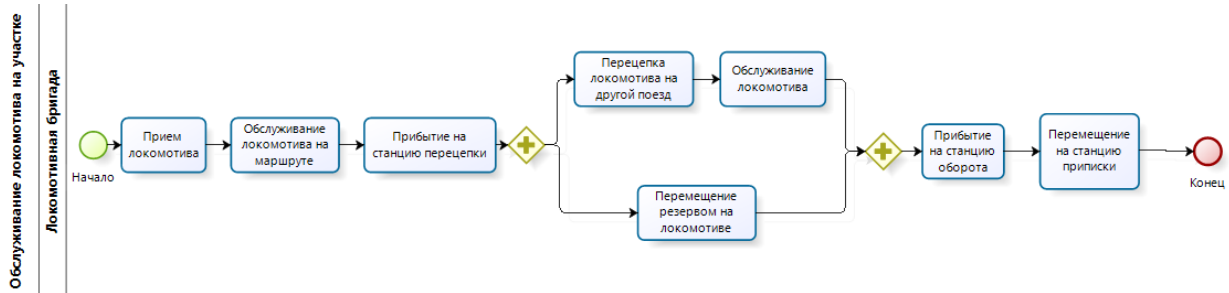 Обслуживание локомотива на участке
Локомотивная бригада
Начало
Прием
локомотива
Обслуживание
локомотива на
маршруте
Прибытие на
станцию перецепки
Перецепка
локомотива на
другой поезд
Обслуживание
локомотива
Перемещение
резервом на
локомотиве
Прибытие
на станцию
оборота
Перемещение
на станцию
приписки
Конец